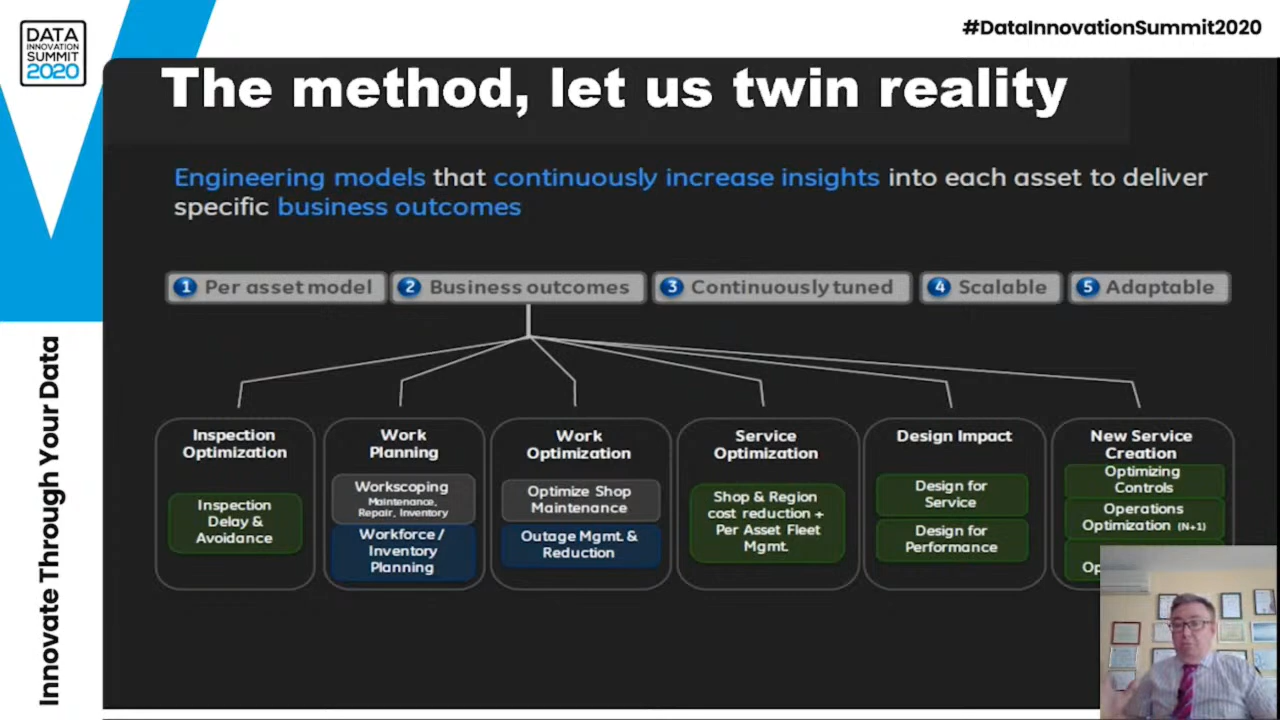 DATA
INNOVATION
SUMMIT
2020
#DataInnovationSummit2020
The method, let us twin reality
Engineering models that continuously increase insights into each asset to deliver
specific business outcomes
1 Per asset model
2 Business outcomes
3 Continuously tuned
4 Scalable
5 Adaptable
Inspection
Optimization
Inspection
Delay &
Avoidance
Work
Planning
Workscoping
Maintenance,
Repair, Inventory
Workforce /
Inventory
Planning
Work
Optimization
Optimize Shop
Maintenance
Outage Mgmt. &
Reduction
Service
Optimization
Shop & Region
cost reduction +
Per Asset Fleet
Mgmt.
Design Impact
Design for
Service
Design for
Performance
New Service
Creation
Optimizing
Controls
Operations
Optimization (N+1)
Innovate Through Your Data